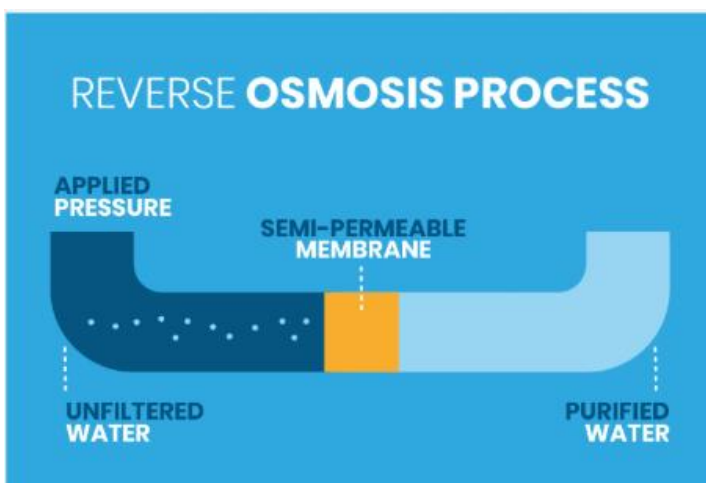 REVERSE OSMOSIS PROCESS
APPLIED
PRESSURE
SEMI-PERMEABLE
MEMBRANE
UNFILTERED
WATER
PURIFIED
WATER